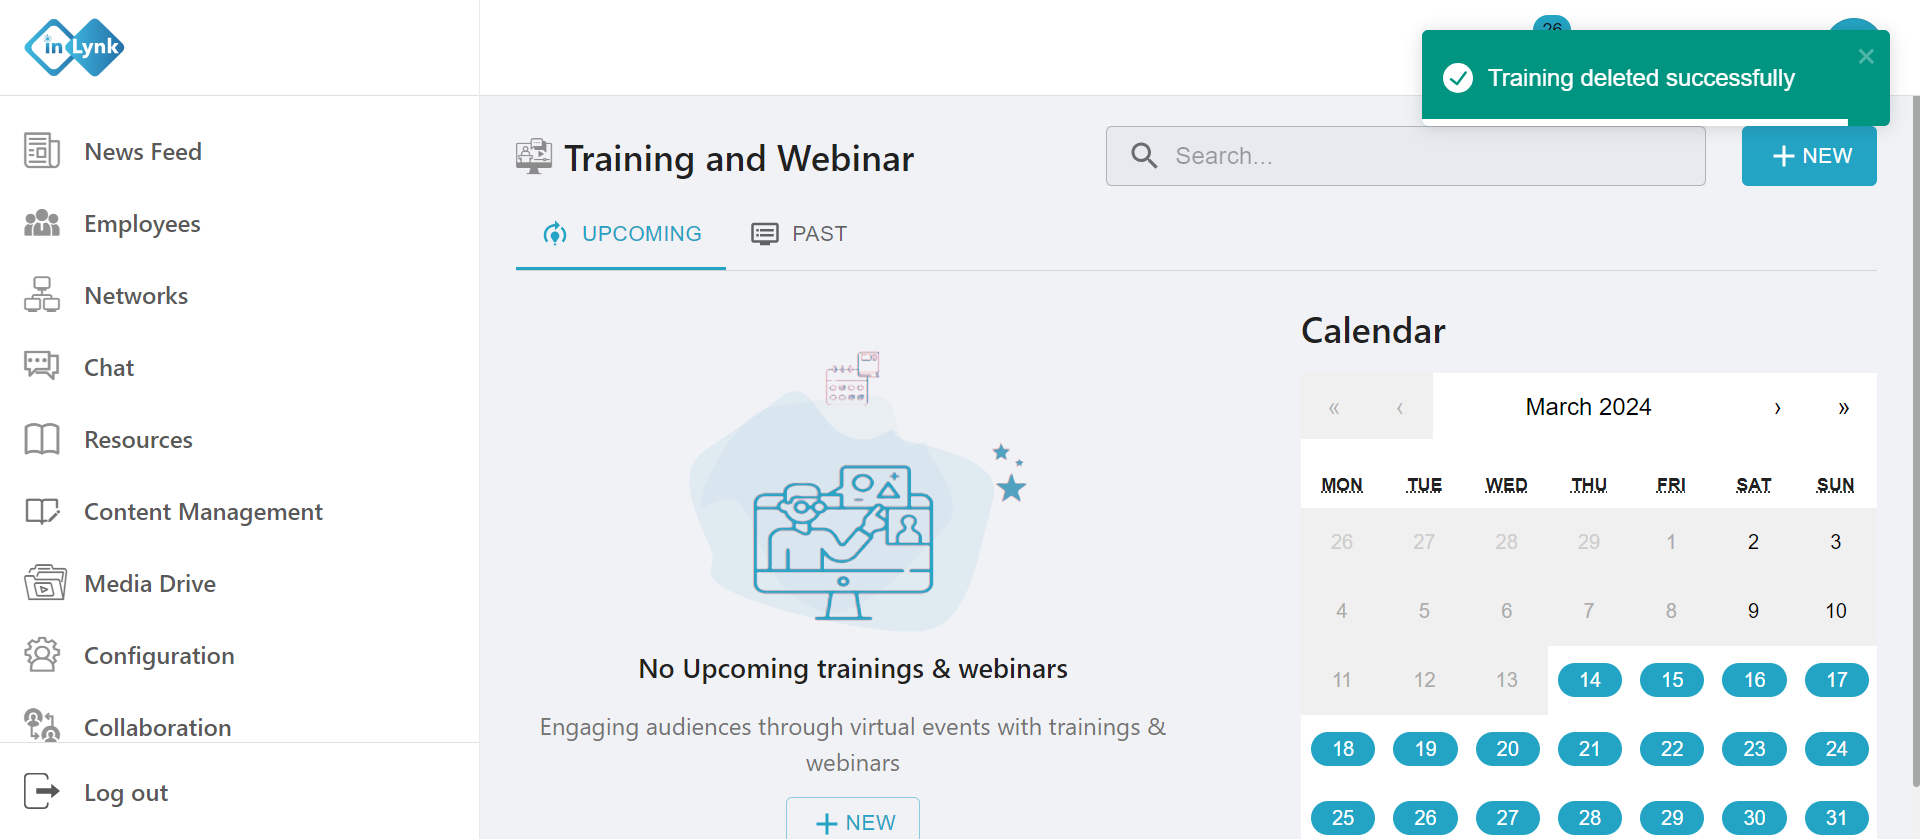 in Lynk
26
Training deleted successfully
News Feed
Employees
Networks
Chat
Resources
Content Management
Media Drive
Configuration
Collaboration
Log out
Training and Webinar
Search...
NEW
UPCOMING
PAST
No Upcoming trainings & webinars
Engaging audiences through virtual events with trainings &
webinars
NEW
Calendar
« ‹ March 2024 › »
MON TUE WED THU FRI SAT SUN
26 27 28 29 1 2 3
4 5 6 7 8 9 10
11 12 13 14 15 16 17
18 19 20 21 22 23 24
25 26 27 28 29 30 31